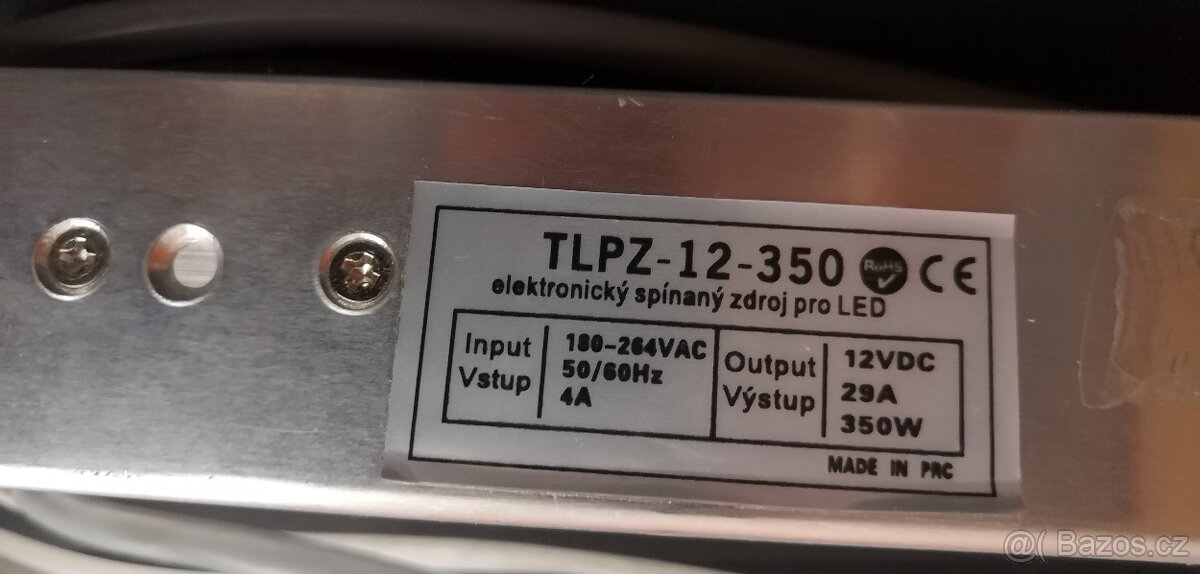 TLPZ-12-350 RoHS CE
elektronický spínaný zdroj pro LED
Input
Vstup
180-264VAC
50/60Hz
4A
Output
Výstup
12VDC
29A
350W
MADE IN PRC
@( Bazoš.cz